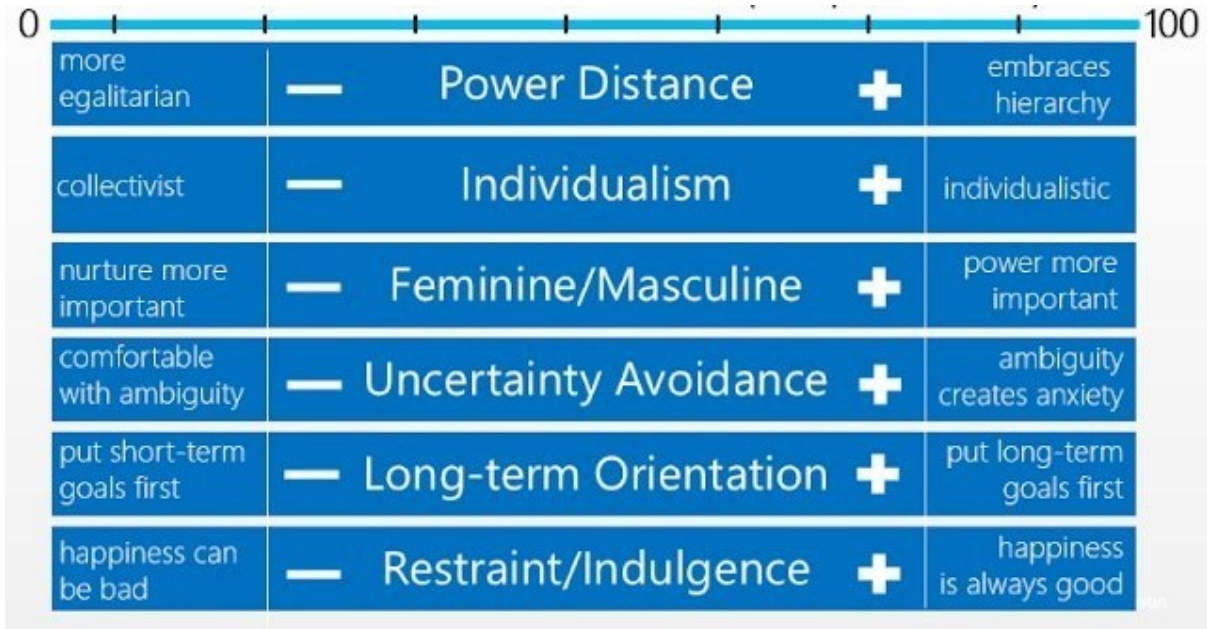 0 100
more
egalitarian
— Power Distance +
embraces
hierarchy
collectivist
— Individualism +
individualistic
nurture more
important
— Feminine/Masculine +
power more
important
comfortable
with ambiguity
— Uncertainty Avoidance +
ambiguity
creates anxiety
put short-term
goals first
— Long-term Orientation +
put long-term
goals first
happiness can
be bad
— Restraint/Indulgence +
happiness
is always good